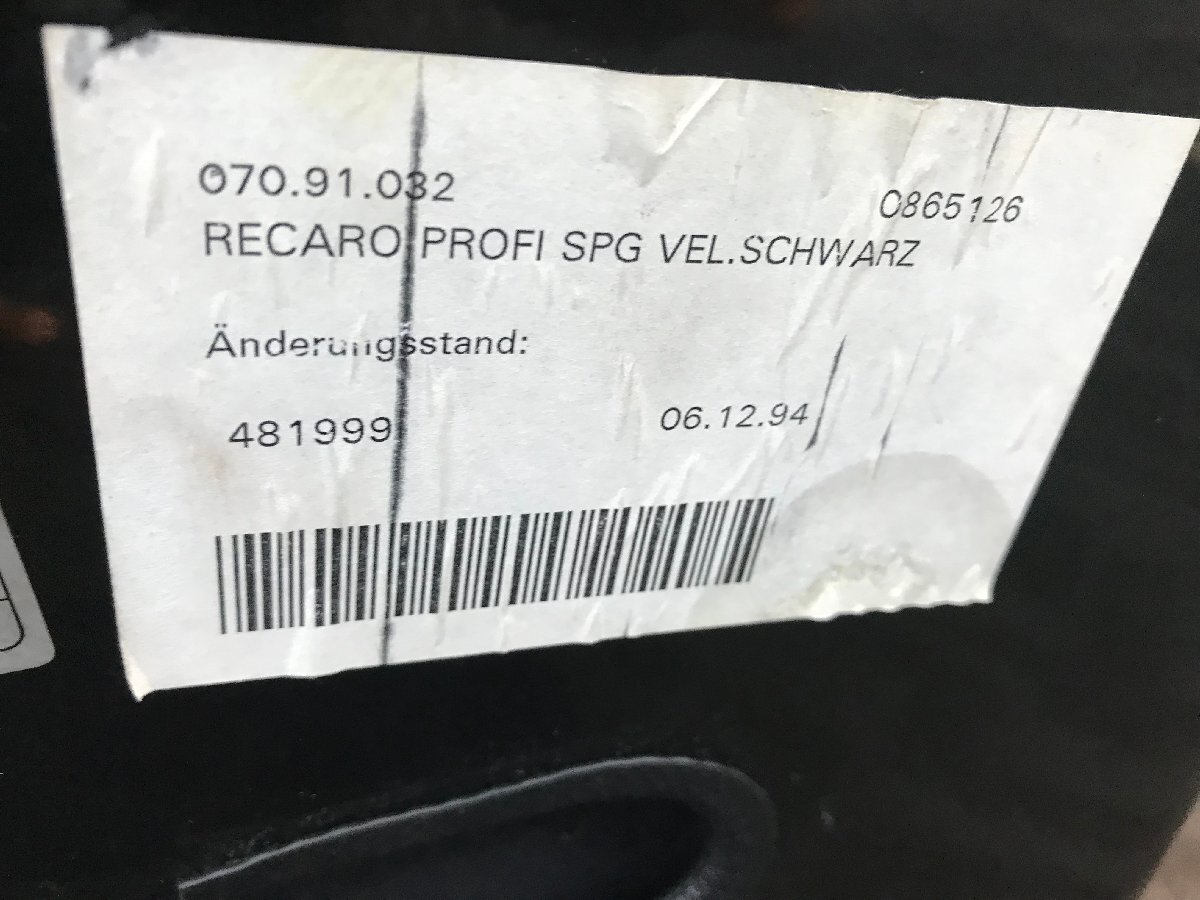 070.91.032
0865126
RECARO PROFI SPG VEL.SCHWARZ
Änderungsstand:
481999
06.12.94